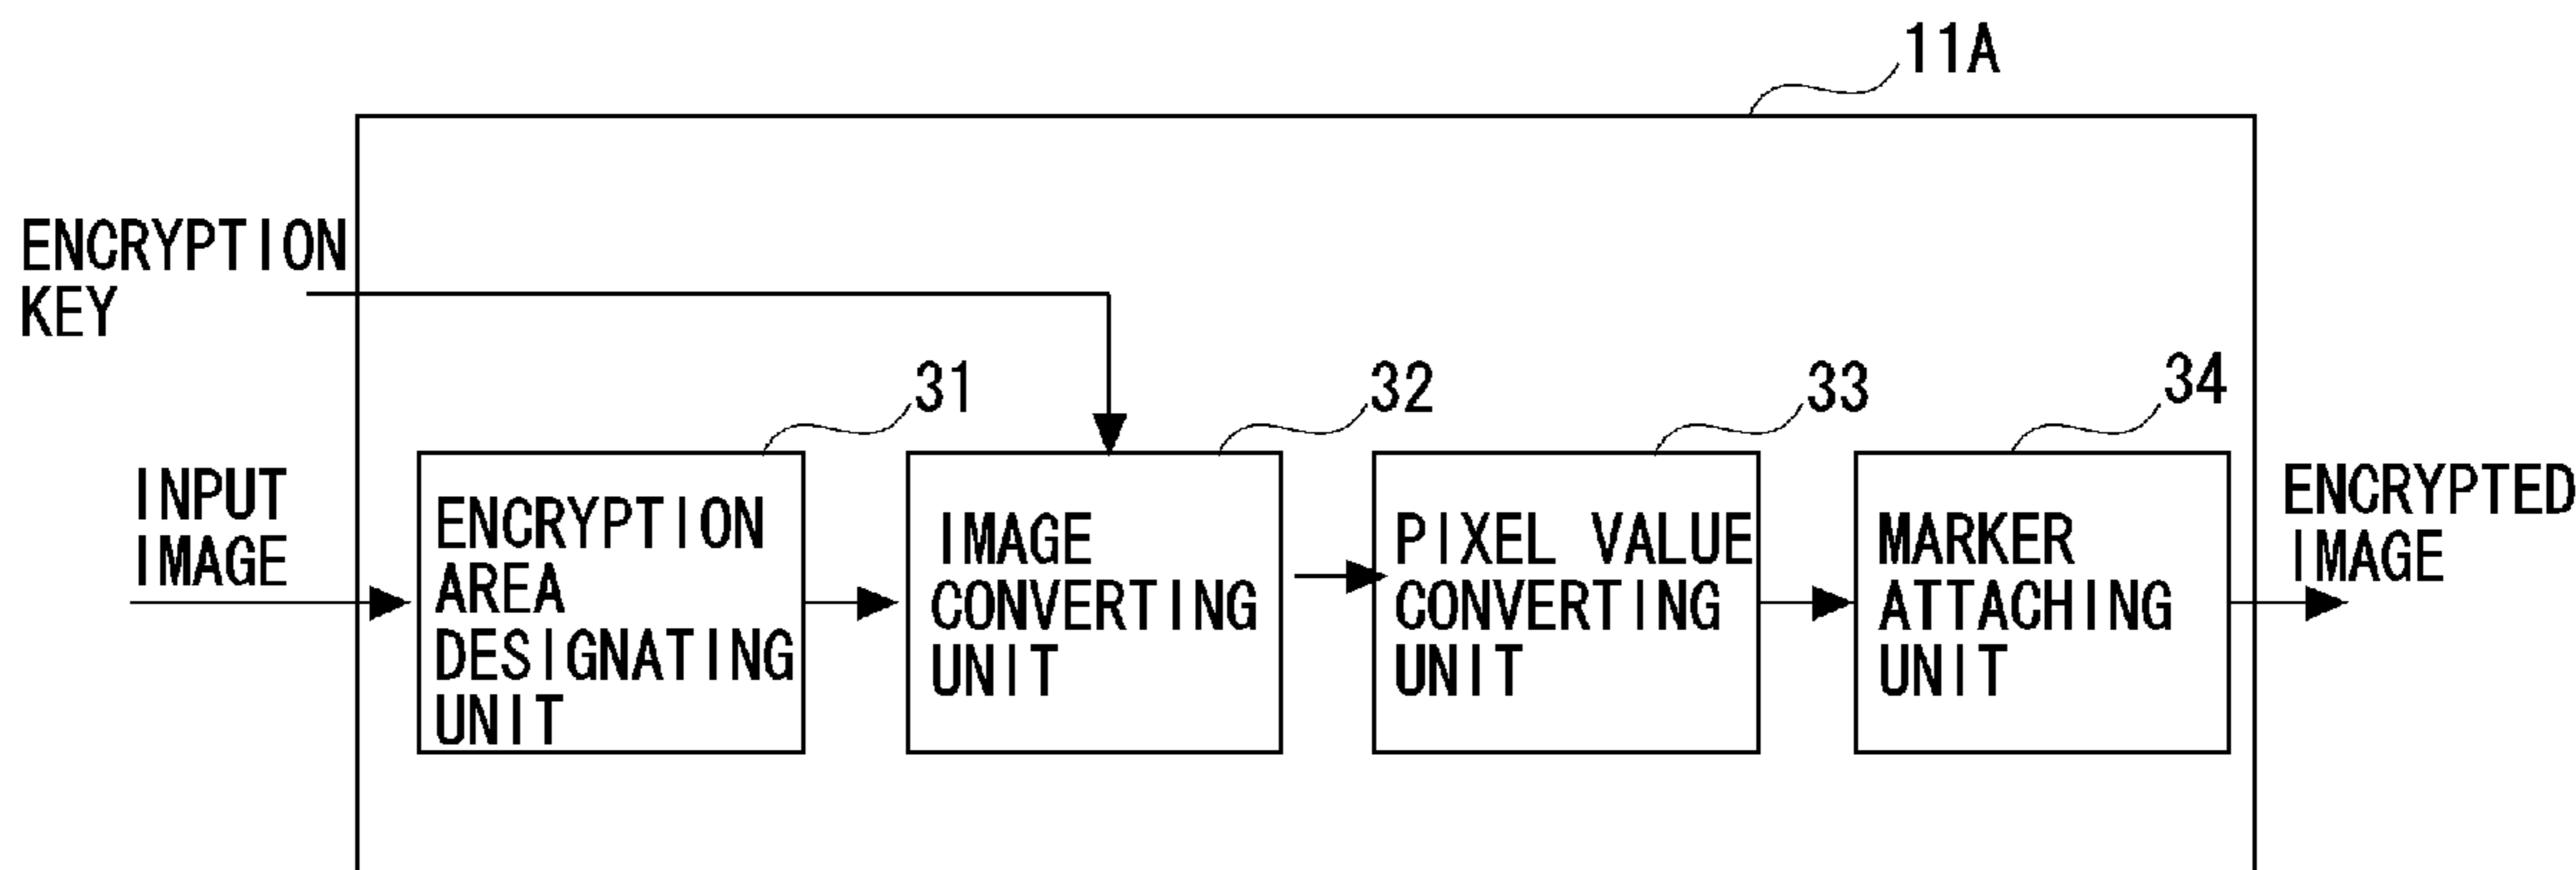 11A
ENCRYPTION
KEY
31
32
33
34
INPUT
IMAGE
ENCRYPTION
AREA
DESIGNATING
UNIT
IMAGE
CONVERTING
UNIT
PIXEL VALUE
CONVERTING
UNIT
MARKER
ATTACHING
UNIT
ENCRYPTED
IMAGE